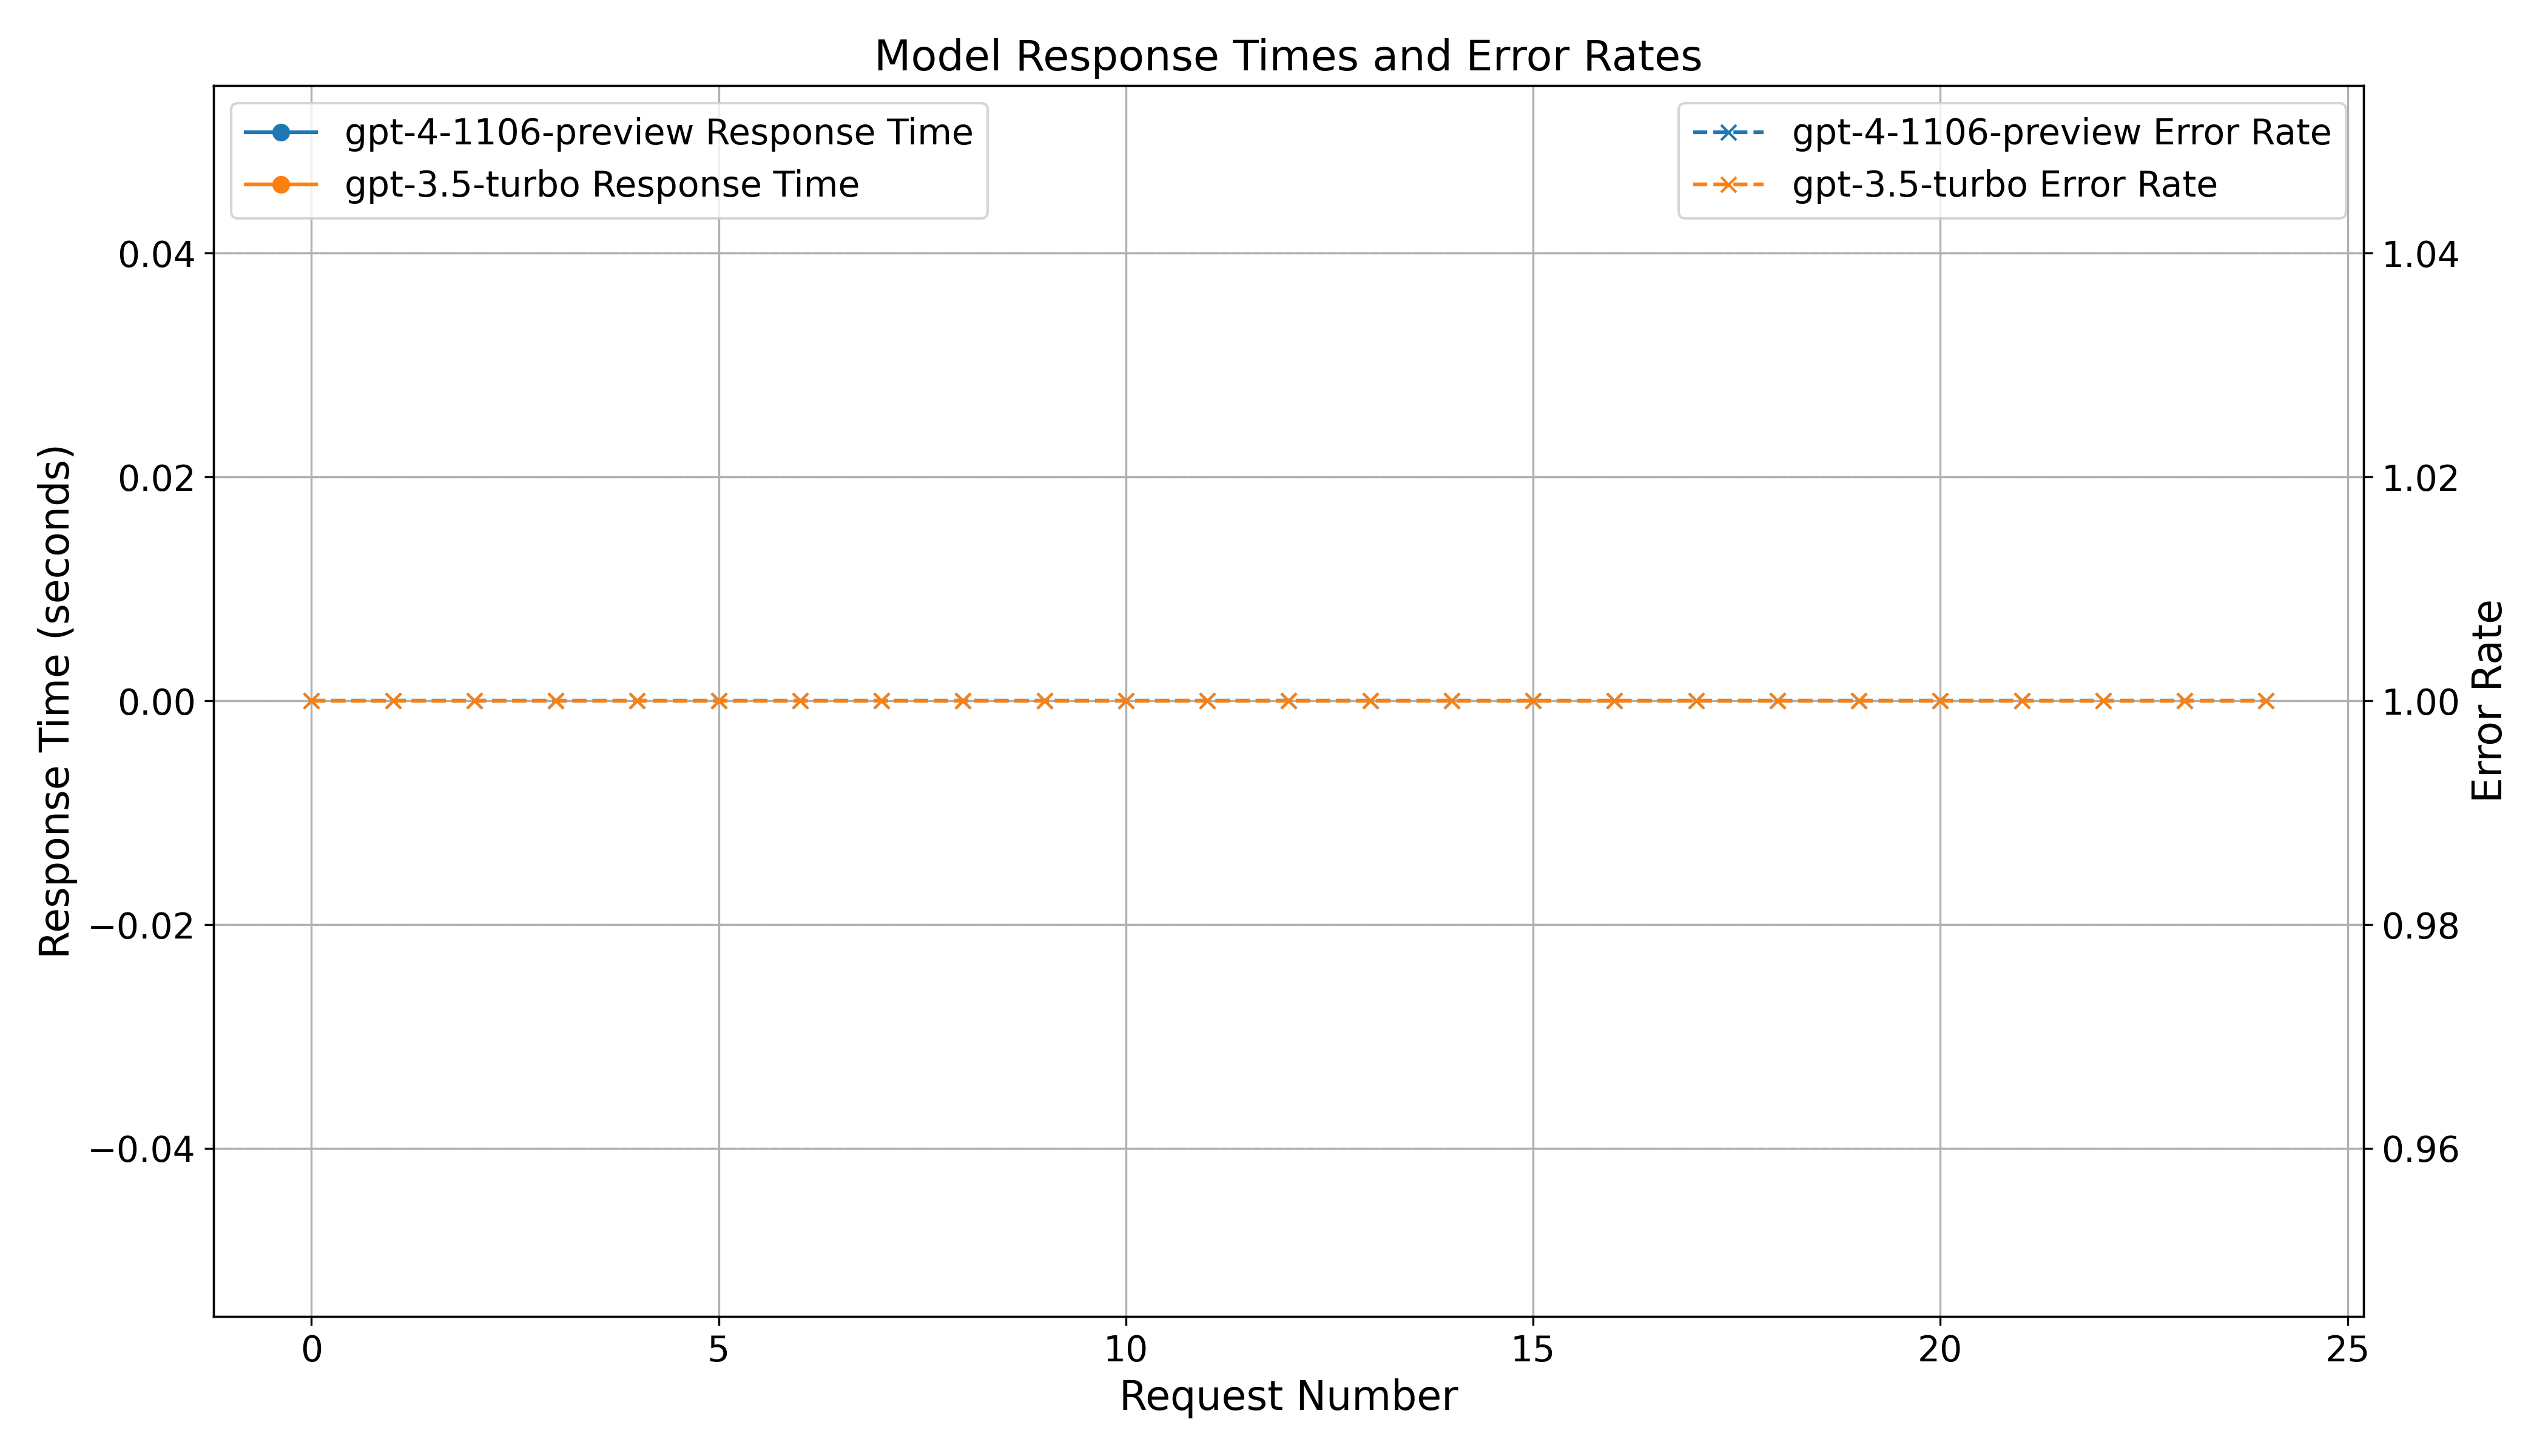 Model Response Times and Error Rates
gpt-4-1106-preview Response Time
gpt-3.5-turbo Response Time
gpt-4-1106-preview Error Rate
gpt-3.5-turbo Error Rate
Response Time (seconds)
0.04
0.02
0.00
−0.02
−0.04
1.04
1.02
1.00
0.98
0.96
Error Rate
0 5 10 15 20 25
Request Number